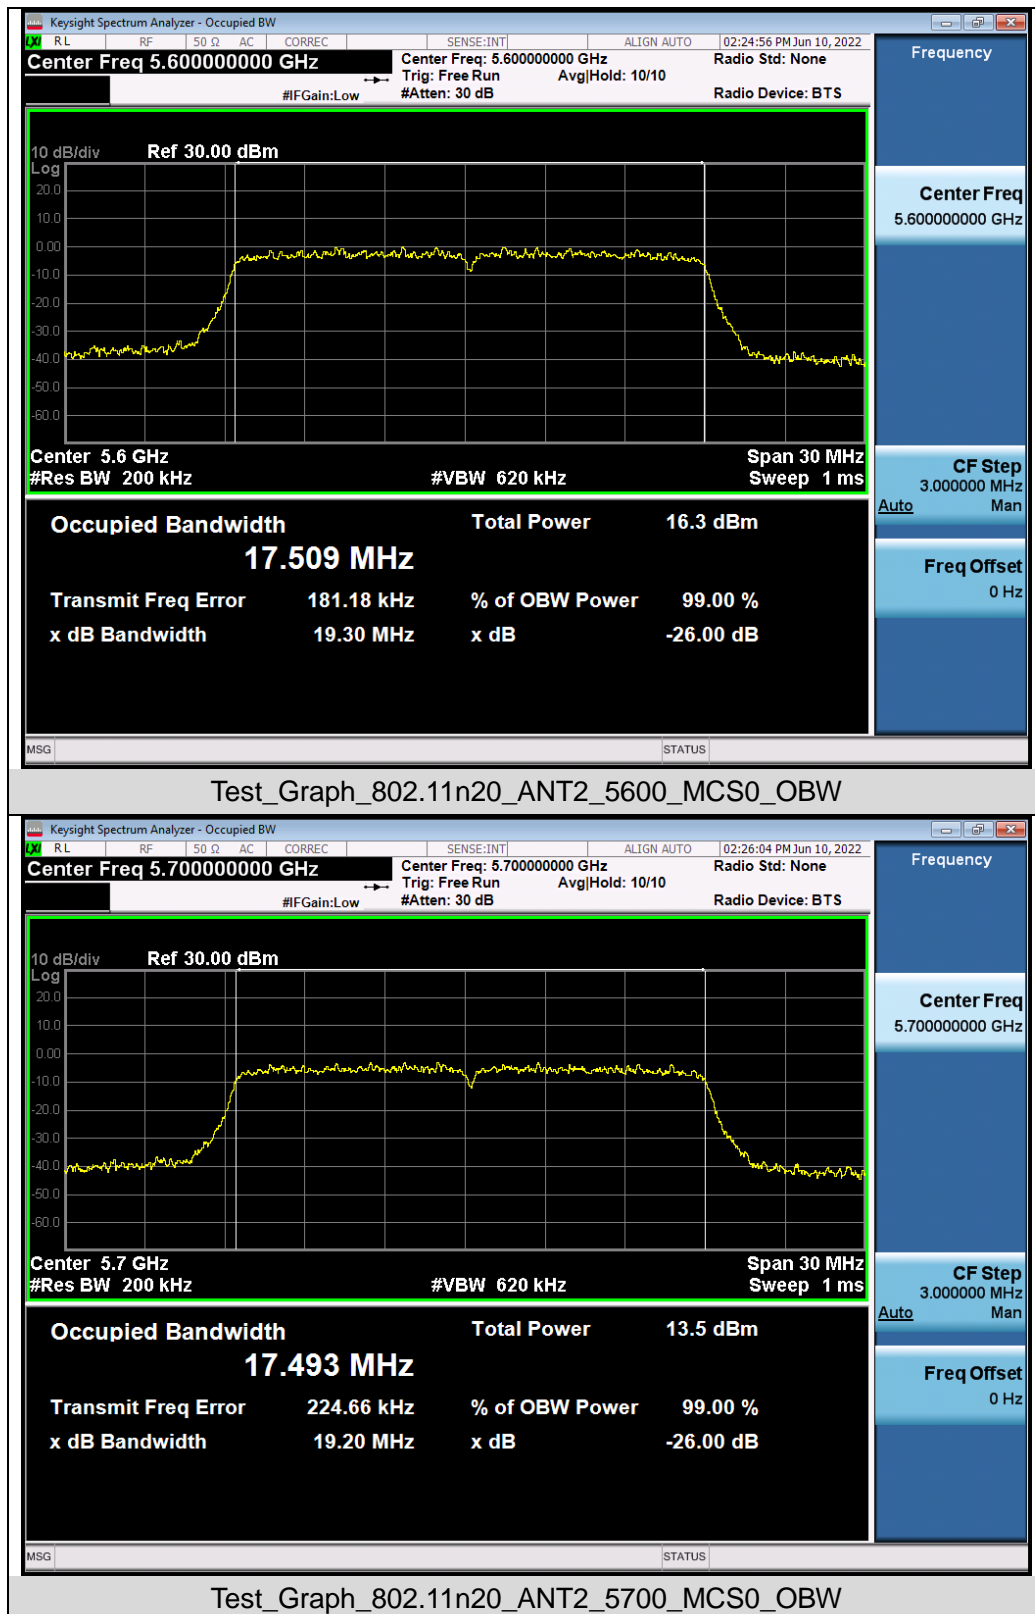 Keysight Spectrum Analyzer - Occupied BW
LXI RL RF 50 Ω AC CORREC SENSE:INT ALIGN AUTO 02:24:56 PM Jun 10, 2022
Center Freq 5.600000000 GHz
Center Freq: 5.600000000 GHz
Radio Std: None
Trig: Free Run Avg|Hold: 10/10
#IFGain:Low
#Atten: 30 dB
Radio Device: BTS
Frequency
10 dB/div Ref 30.00 dBm
Log
20.0
10.0
0.00
-10.0
-20.0
-30.0
-40.0
-50.0
-60.0
Center Freq
5.600000000 GHz
Center 5.6 GHz Span 30 MHz
#Res BW 200 kHz #VBW 620 kHz Sweep 1 ms
CF Step
3.000000 MHz
Auto Man
Freq Offset
0 Hz
Occupied Bandwidth Total Power 16.3 dBm
17.509 MHz
Transmit Freq Error 181.18 kHz % of OBW Power 99.00 %
x dB Bandwidth 19.30 MHz x dB -26.00 dB
MSG STATUS
Test_Graph_802.11n20_ANT2_5600_MCS0_OBW
Keysight Spectrum Analyzer - Occupied BW
LXI RL RF 50 Ω AC CORREC SENSE:INT ALIGN AUTO 02:26:04 PM Jun 10, 2022
Center Freq 5.700000000 GHz
Center Freq: 5.700000000 GHz
Radio Std: None
Trig: Free Run Avg|Hold: 10/10
#IFGain:Low
#Atten: 30 dB
Radio Device: BTS
Frequency
10 dB/div Ref 30.00 dBm
Log
20.0
10.0
0.00
-10.0
-20.0
-30.0
-40.0
-50.0
-60.0
Center Freq
5.700000000 GHz
Center 5.7 GHz Span 30 MHz
#Res BW 200 kHz #VBW 620 kHz Sweep 1 ms
CF Step
3.000000 MHz
Auto Man
Freq Offset
0 Hz
Occupied Bandwidth Total Power 13.5 dBm
17.493 MHz
Transmit Freq Error 224.66 kHz % of OBW Power 99.00 %
x dB Bandwidth 19.20 MHz x dB -26.00 dB
MSG STATUS
Test_Graph_802.11n20_ANT2_5700_MCS0_OBW